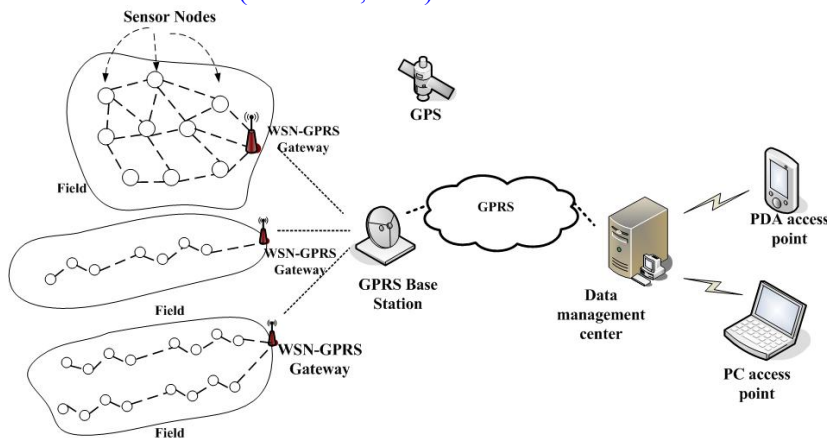 Sensor Nodes
GPS
WSN-GPRS
Gateway
Field
GPRS
PDA access
point
WSN-GPRS
Gateway
GPRS Base
Station
Field
Data
management
center
WSN-GPRS
Gateway
PC access
point
Field